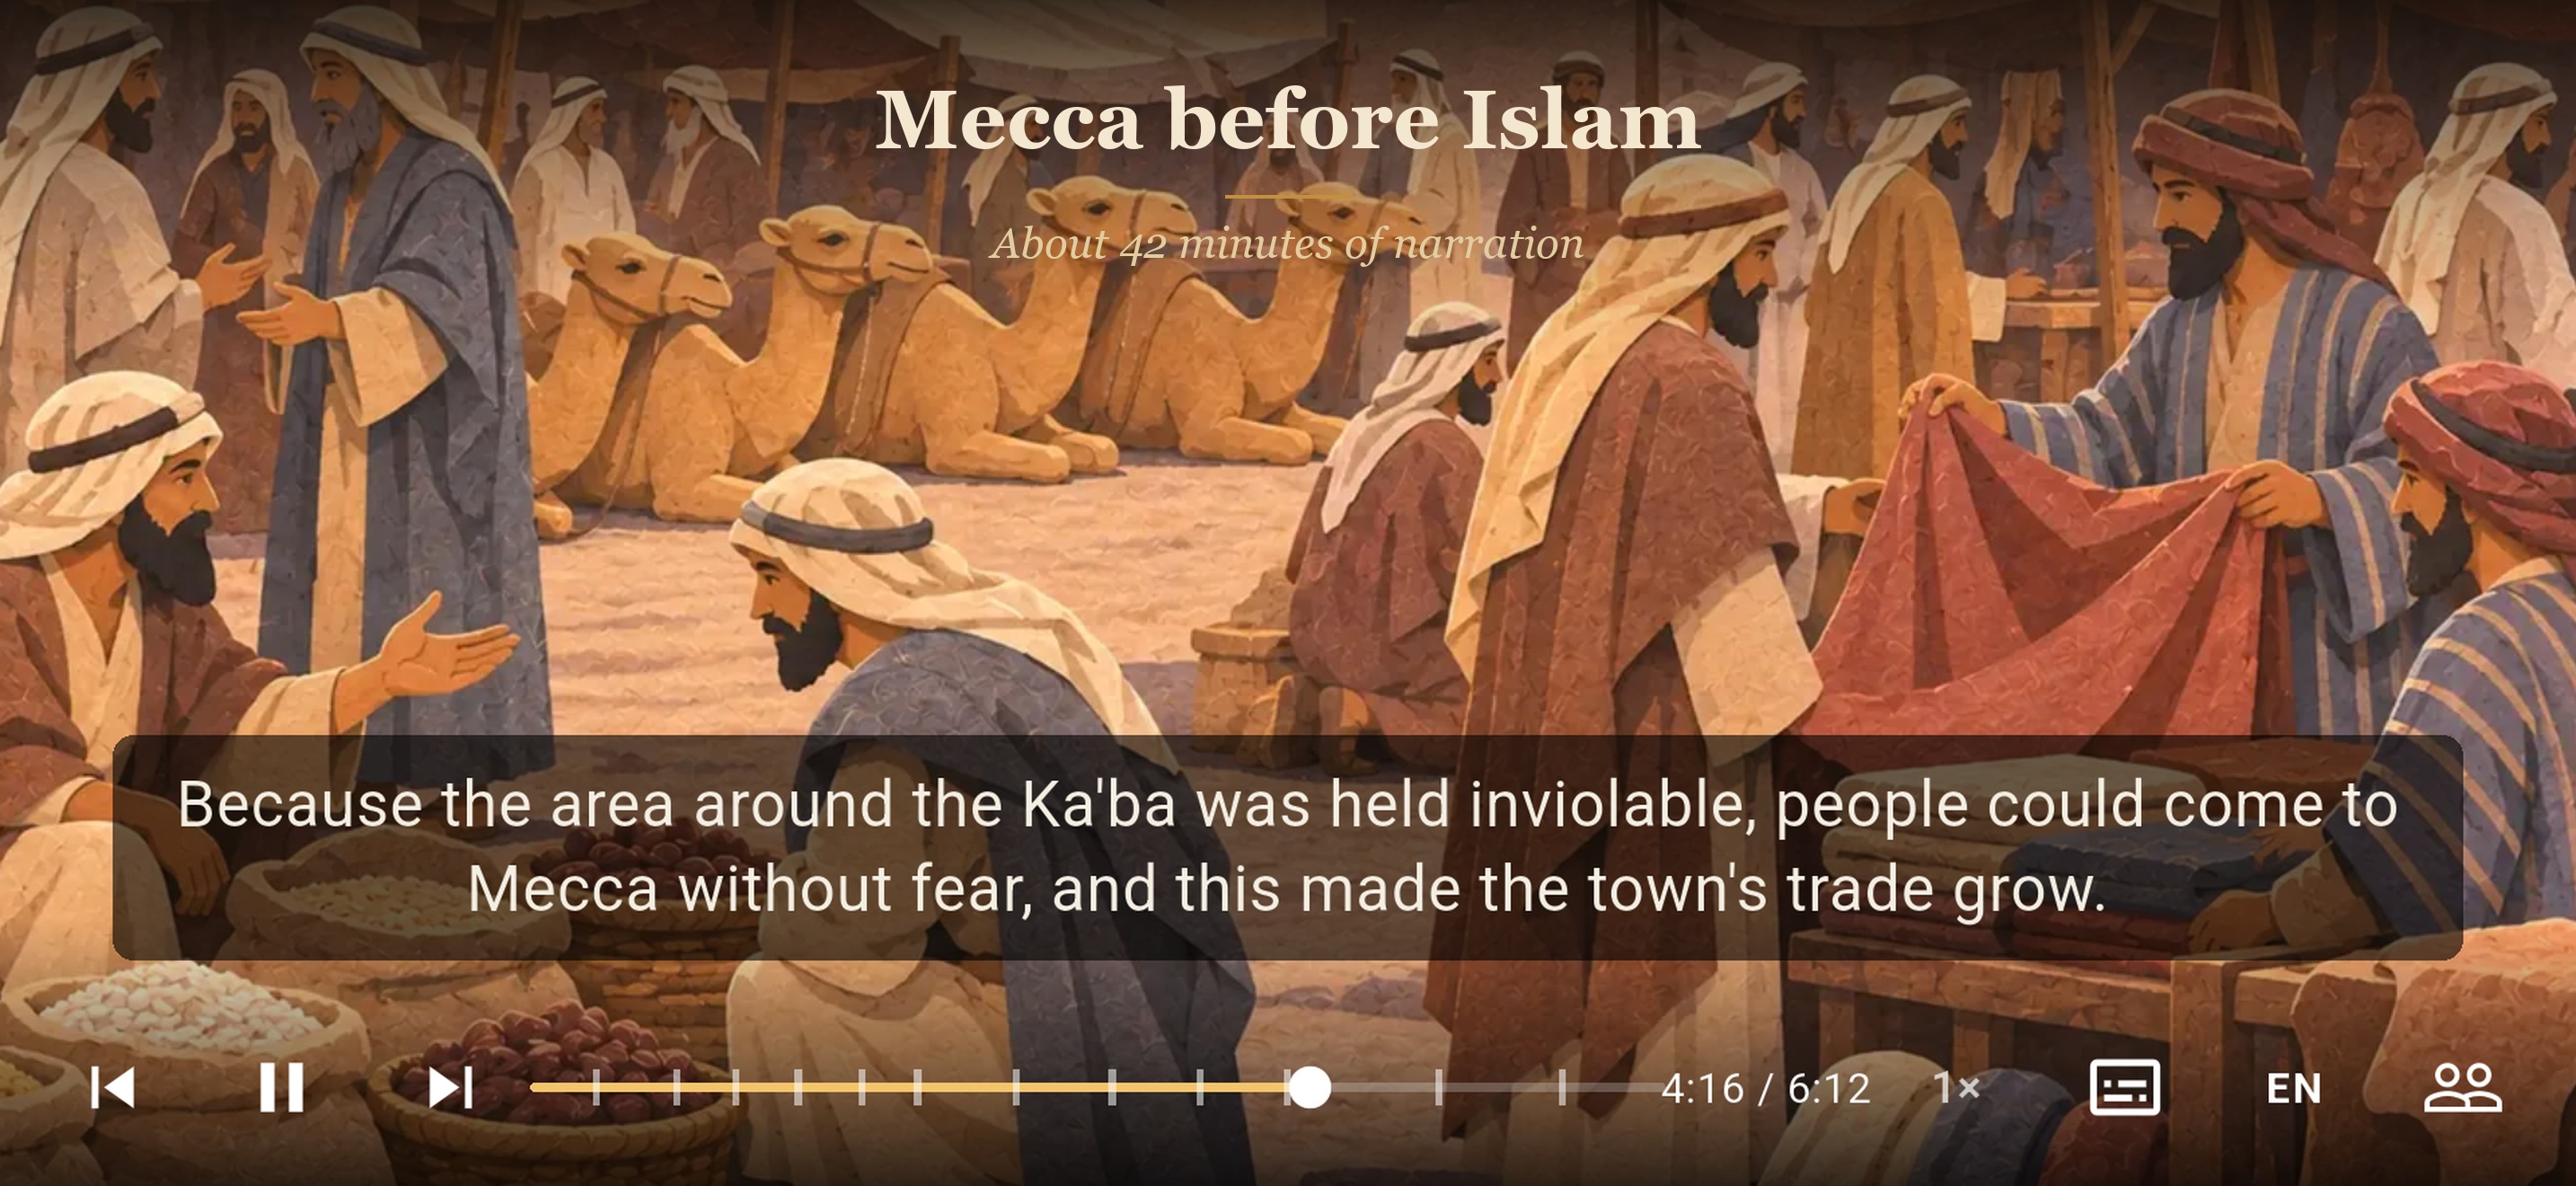 Mecca before Islam
About 42 minutes of narration
Because the area around the Ka'ba was held inviolable, people could come to
Mecca without fear, and this made the town's trade grow.
4:16 / 6:12 1× EN